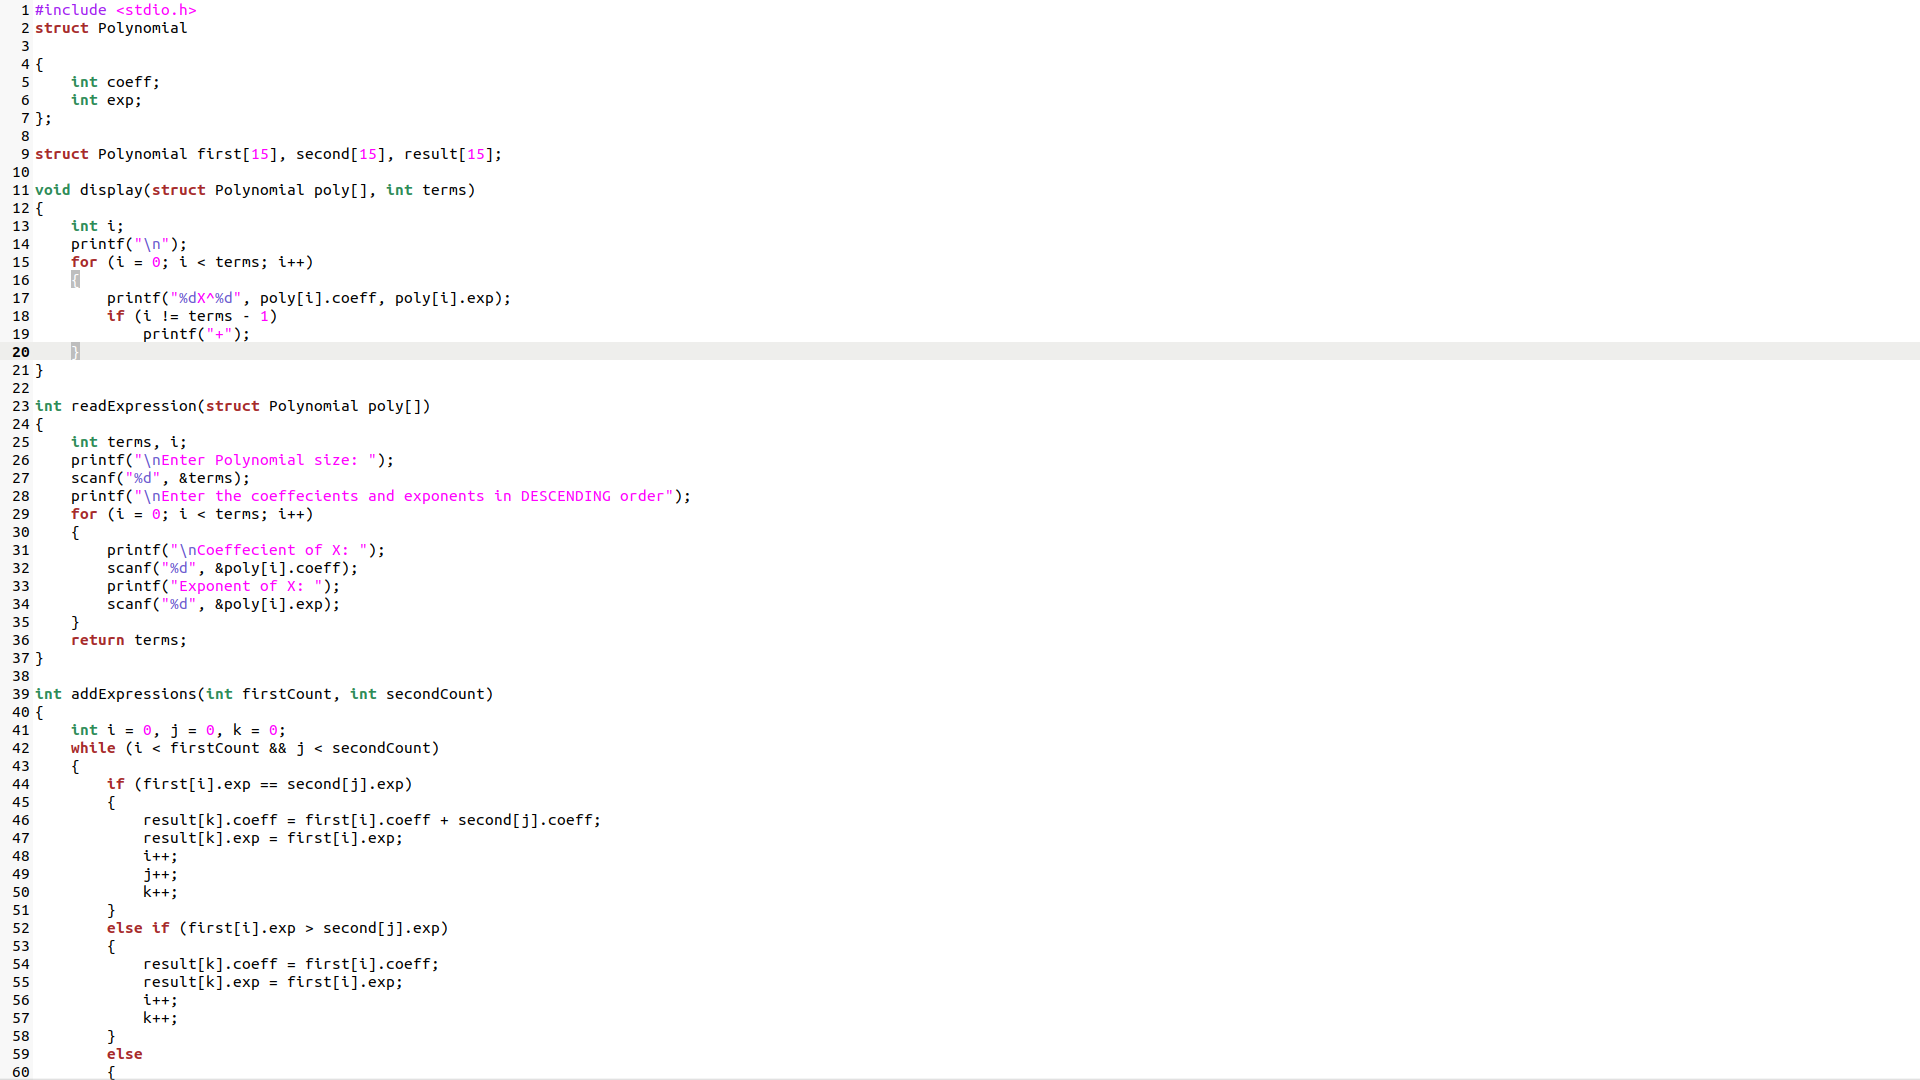 1 #include <stdio.h>
2 struct Polynomial
3
4 {
5     int coeff;
6     int exp;
7 };
8
9 struct Polynomial first[15], second[15], result[15];
10
11 void display(struct Polynomial poly[], int terms)
12 {
13     int i;
14     printf("\n");
15     for (i = 0; i < terms; i++)
16     {
17         printf("%dX^%d", poly[i].coeff, poly[i].exp);
18         if (i != terms - 1)
19             printf("+");
20     }
21 }
22
23 int readExpression(struct Polynomial poly[])
24 {
25     int terms, i;
26     printf("\nEnter Polynomial size: ");
27     scanf("%d", &terms);
28     printf("\nEnter the coeffecients and exponents in DESCENDING order");
29     for (i = 0; i < terms; i++)
30     {
31         printf("\nCoeffecient of X: ");
32         scanf("%d", &poly[i].coeff);
33         printf("Exponent of X: ");
34         scanf("%d", &poly[i].exp);
35     }
36     return terms;
37 }
38
39 int addExpressions(int firstCount, int secondCount)
40 {
41     int i = 0, j = 0, k = 0;
42     while (i < firstCount && j < secondCount)
43     {
44         if (first[i].exp == second[j].exp)
45         {
46             result[k].coeff = first[i].coeff + second[j].coeff;
47             result[k].exp = first[i].exp;
48             i++;
49             j++;
50             k++;
51         }
52         else if (first[i].exp > second[j].exp)
53         {
54             result[k].coeff = first[i].coeff;
55             result[k].exp = first[i].exp;
56             i++;
57             k++;
58         }
59         else
60         {